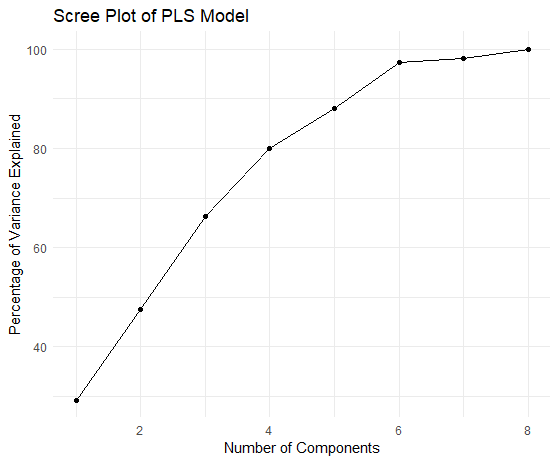 Scree Plot of PLS Model
Percentage of Variance Explained
100
80
60
40
2 4 6 8
Number of Components